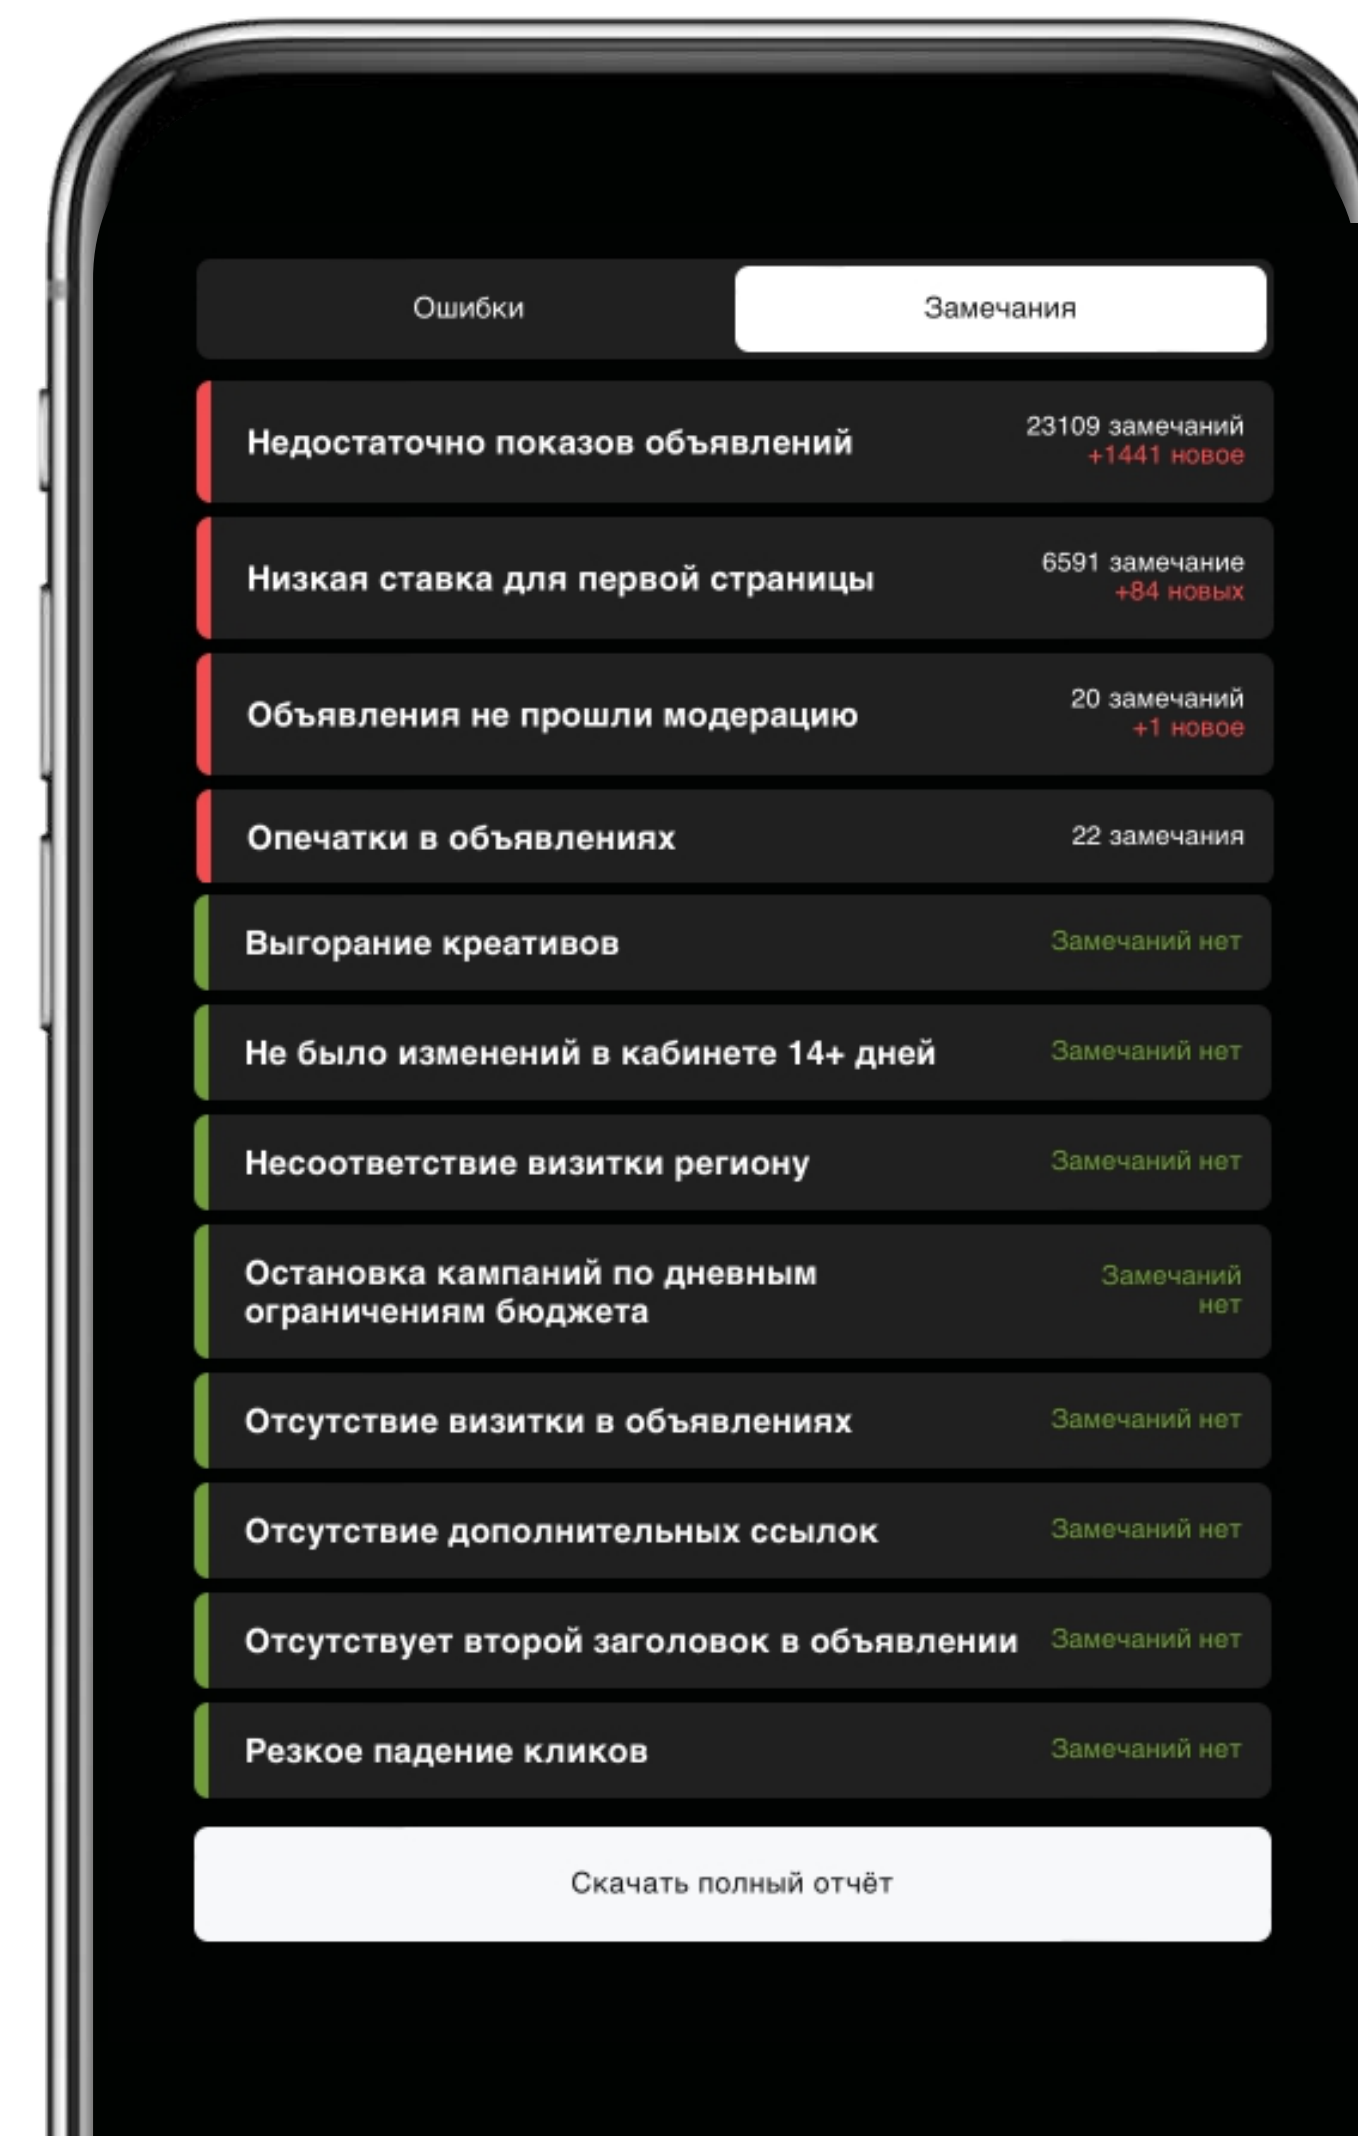 Ошибки
Замечания
Недостаточно показов объявлений
23109 замечаний
+1441 новое
Низкая ставка для первой страницы
6591 замечание
+84 новых
Объявления не прошли модерацию
20 замечаний
+1 новое
Опечатки в объявлениях
22 замечания
Выгорание креативов
Замечаний нет
Не было изменений в кабинете 14+ дней
Замечаний нет
Несоответствие визитки региону
Замечаний нет
Остановка кампаний по дневным
ограничениям бюджета
Замечаний
нет
Отсутствие визитки в объявлениях
Замечаний нет
Отсутствие дополнительных ссылок
Замечаний нет
Отсутствует второй заголовок в объявлении
Замечаний нет
Резкое падение кликов
Замечаний нет
Скачать полный отчёт